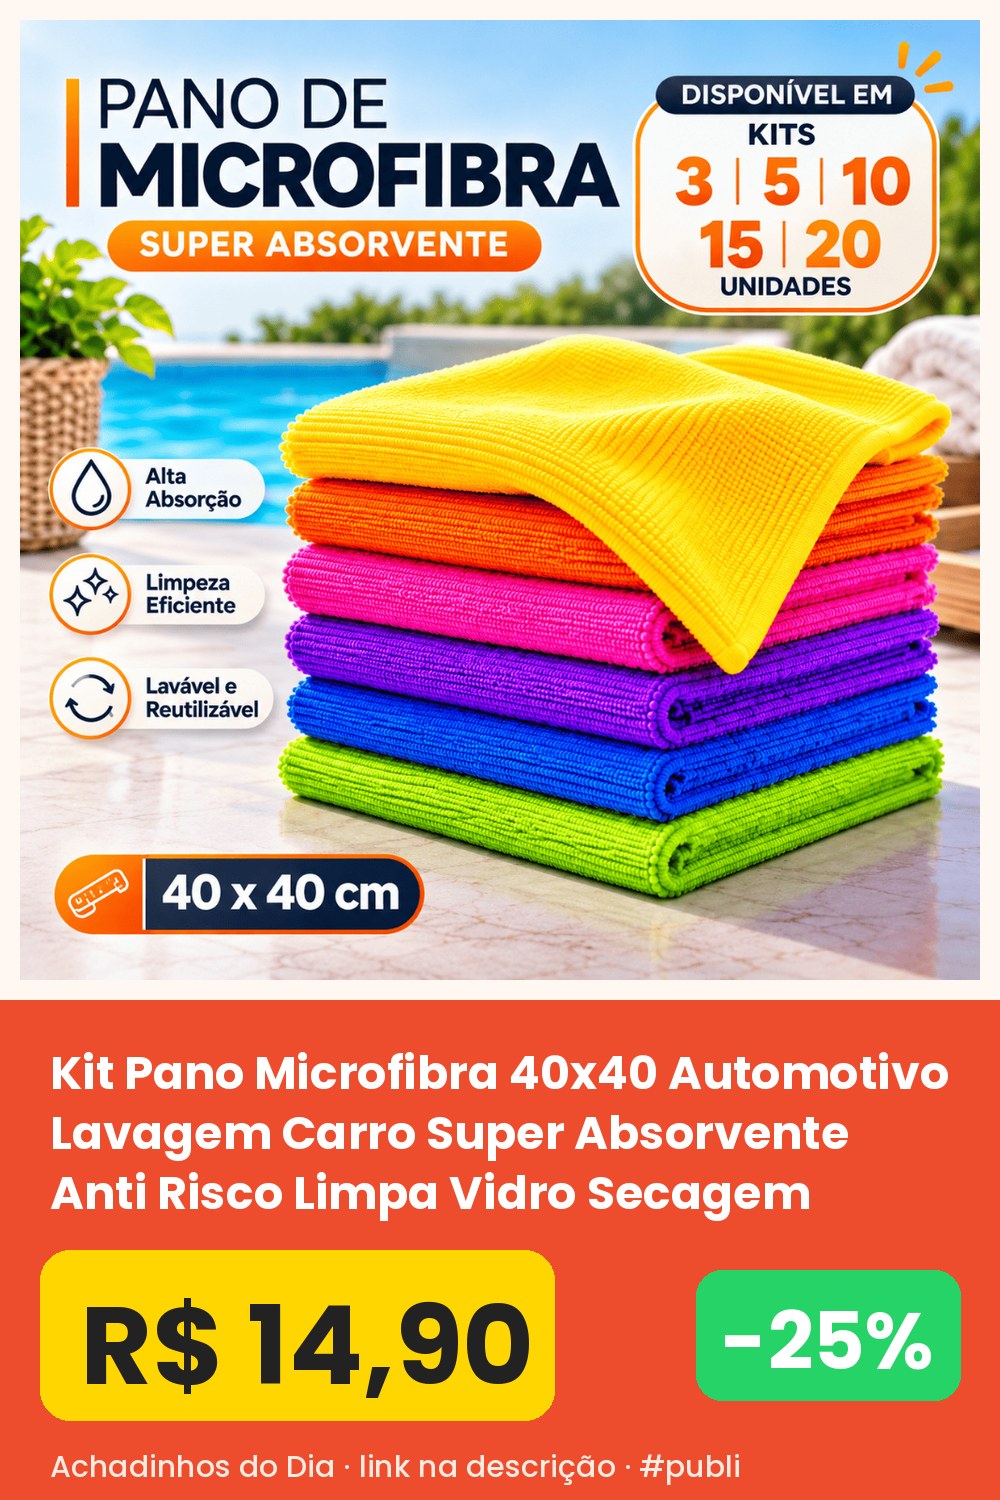 PANO DE
MICROFIBRA
SUPER ABSORVENTE
DISPONÍVEL EM
KITS
3 | 5 | 10
15 | 20
UNIDADES
Alta
Absorção
Limpeza
Eficiente
Lavável e
Reutilizável
40 x 40 cm
Kit Pano Microfibra 40x40 Automotivo
Lavagem Carro Super Absorvente
Anti Risco Limpa Vidro Secagem
R$ 14,90
-25%
Achadinhos do Dia · link na descrição · #publi